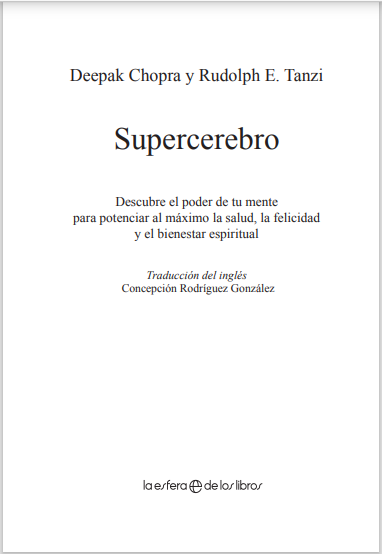 Deepak Chopra y Rudolph E. Tanzi
Supercerebro
Descubre el poder de tu mente
para potenciar al máximo la salud, la felicidad
y el bienestar espiritual
Traducción del inglés
Concepción Rodríguez González
la esfera de los libros